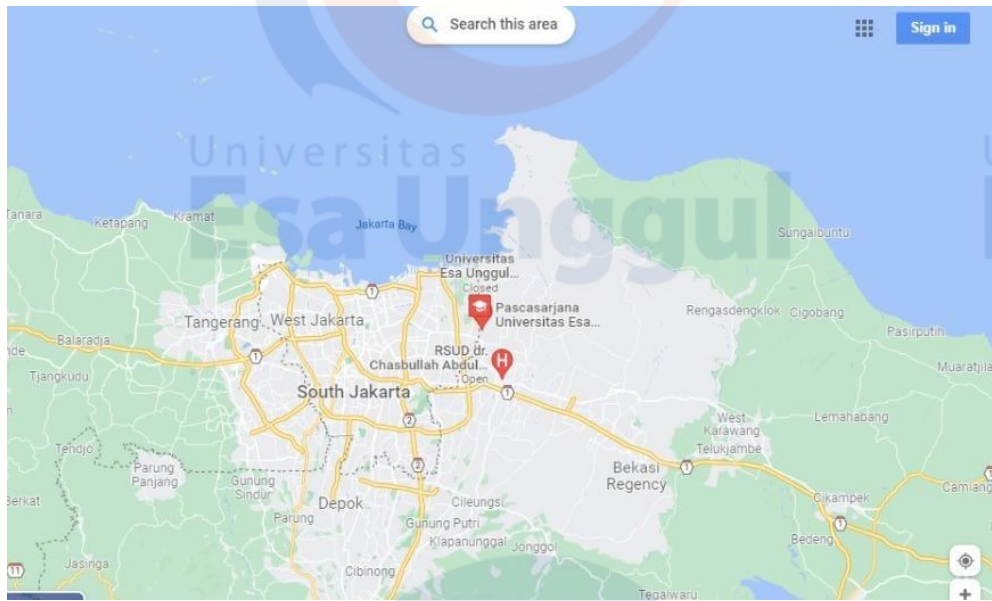 Search this area
Sign in
Universitas
Esa Unggul
Tanara
Ketapang
Kramat
Jakarta Bay
Sungaibuntu
Universitas
Esa Unggul...
Closed
Pascasarjana
Universitas Esa...
Rengasdengklok
Cigobang
Pasirputih
Tangerang
West Jakarta
Balaradja
RSUD dr.
Chasbullah Abdul...
Open
Muaratjila
Tjangkudu
South Jakarta
West
Karawang
Telukjambe
Lemahabang
Tendjo
Parung
Panjang
Gunung
Sindur
Bekasi
Regency
Camiang
Cikampek
Depok
Cileungsi
Parung
Gunung Putri
Klapanunggal
Jonggol
Bedeng
Jasinga
Cibinong
Tegalwaru